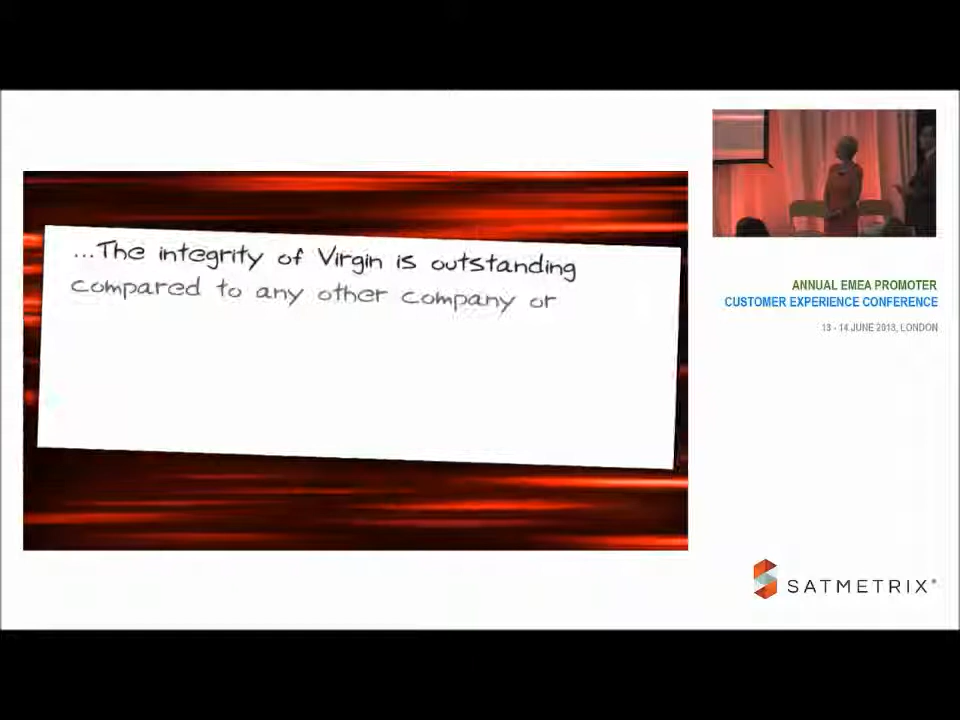 ...The integrity of Virgin is outstanding
compared to any other company or
ANNUAL EMEA PROMOTER
CUSTOMER EXPERIENCE CONFERENCE
13 - 14 JUNE 2013, LONDON
SATMETRIX®